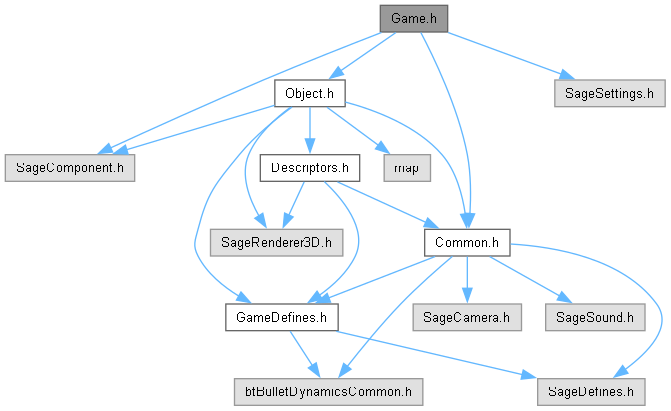 Game.h
Object.h
SageSettings.h
SageComponent.h
Descriptors.h
map
SageRenderer3D.h
Common.h
GameDefines.h
SageCamera.h
SageSound.h
btBulletDynamicsCommon.h
SageDefines.h